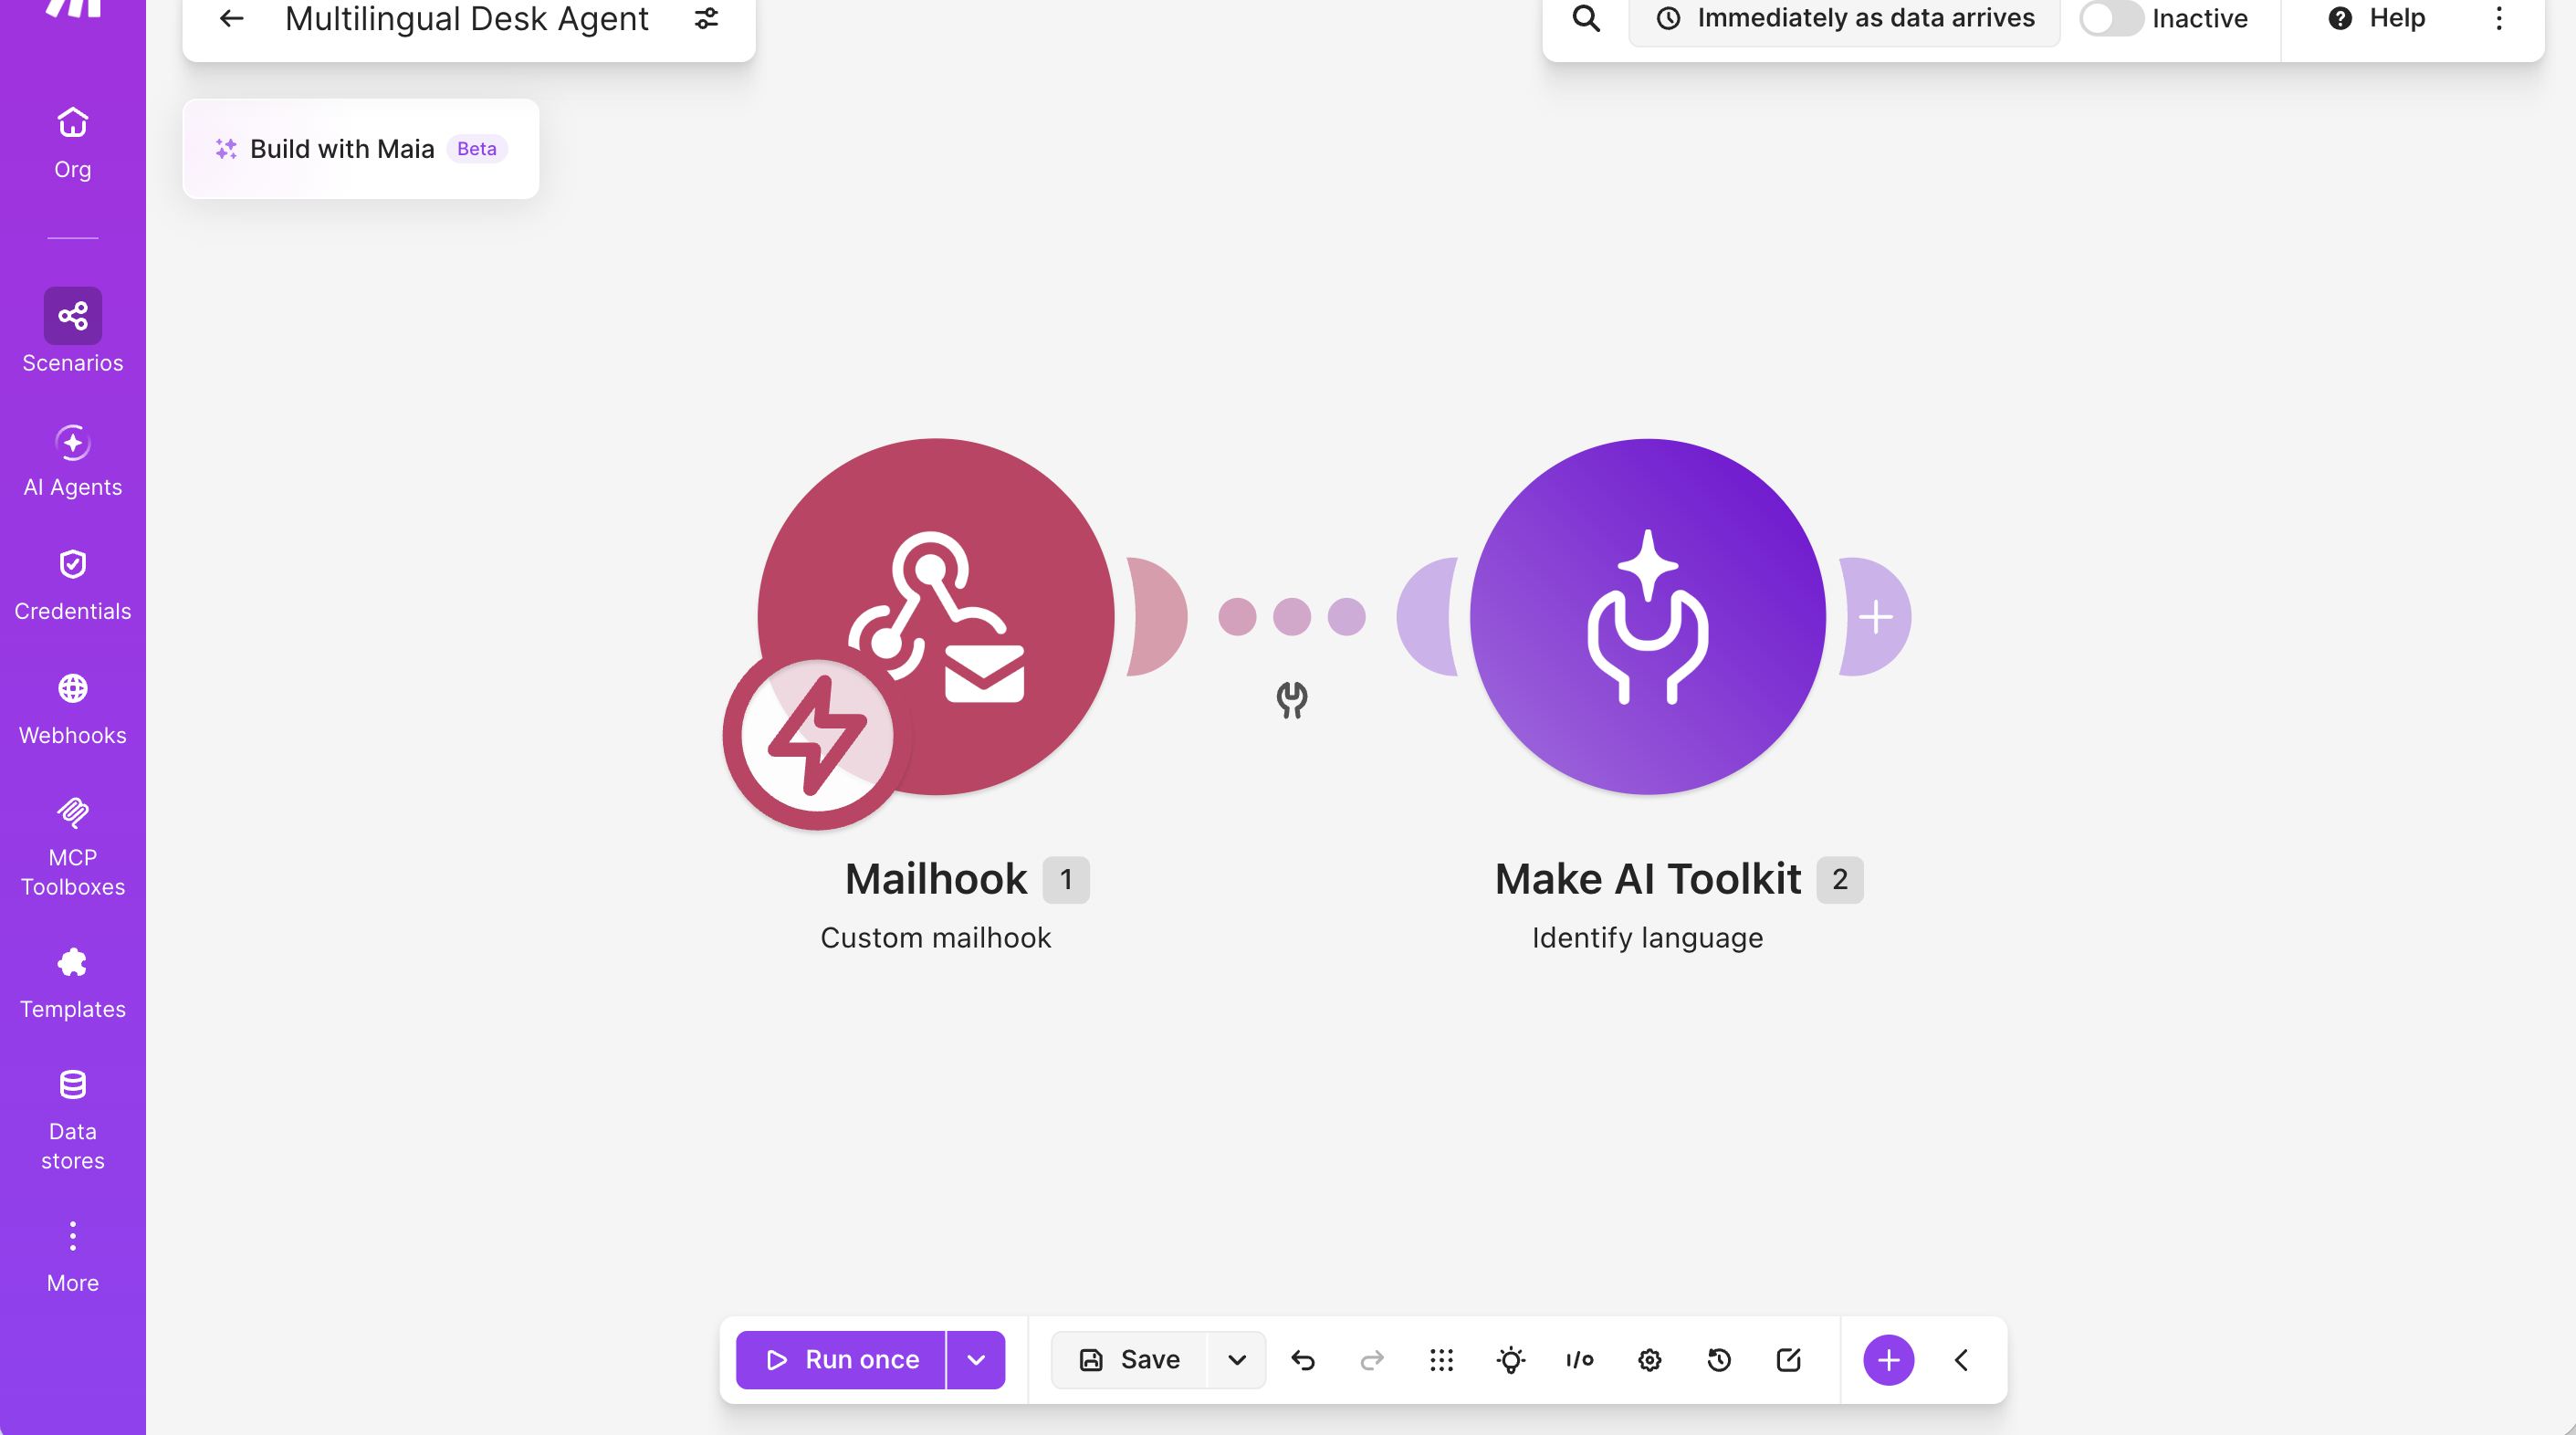 Multilingual Desk Agent
Immediately as data arrives
Inactive
Help
Build with Maia Beta
Org
Scenarios
AI Agents
Credentials
Webhooks
MCP
Toolboxes
Templates
Data
stores
More
Mailhook 1
Custom mailhook
Make AI Toolkit 2
Identify language
Run once
Save
I/O